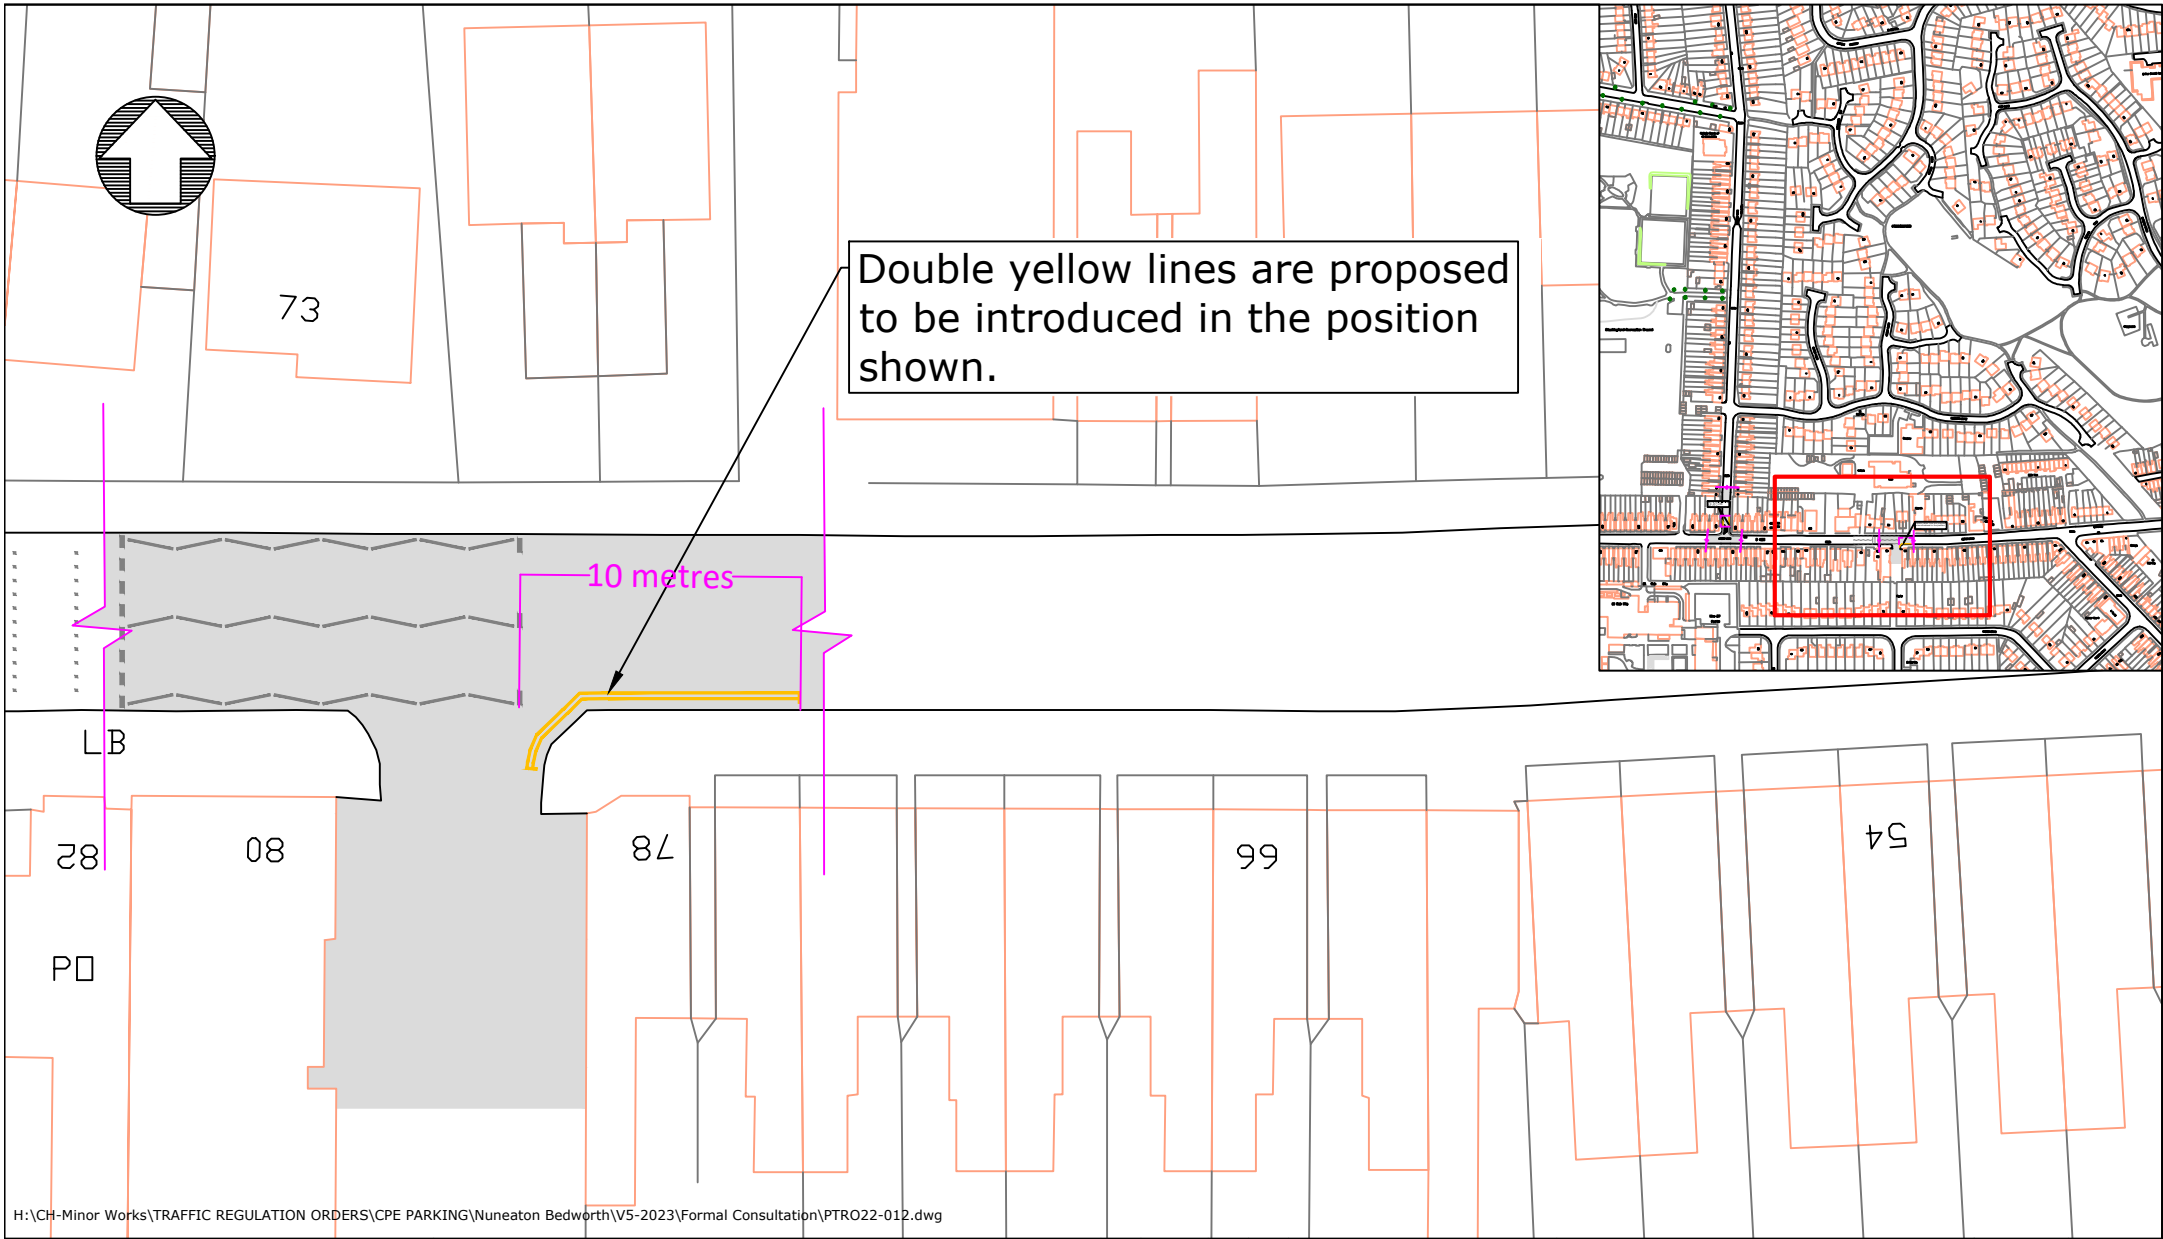 73
Double yellow lines are proposed
to be introduced in the position
shown.
10 metres
LB
82
80
78
66
54
PO
H:\CH-Minor Works\TRAFFIC REGULATION ORDERS\CPE PARKING\Nuneaton Bedworth\V5-2023\Formal Consultation\PTRO22-012.dwg